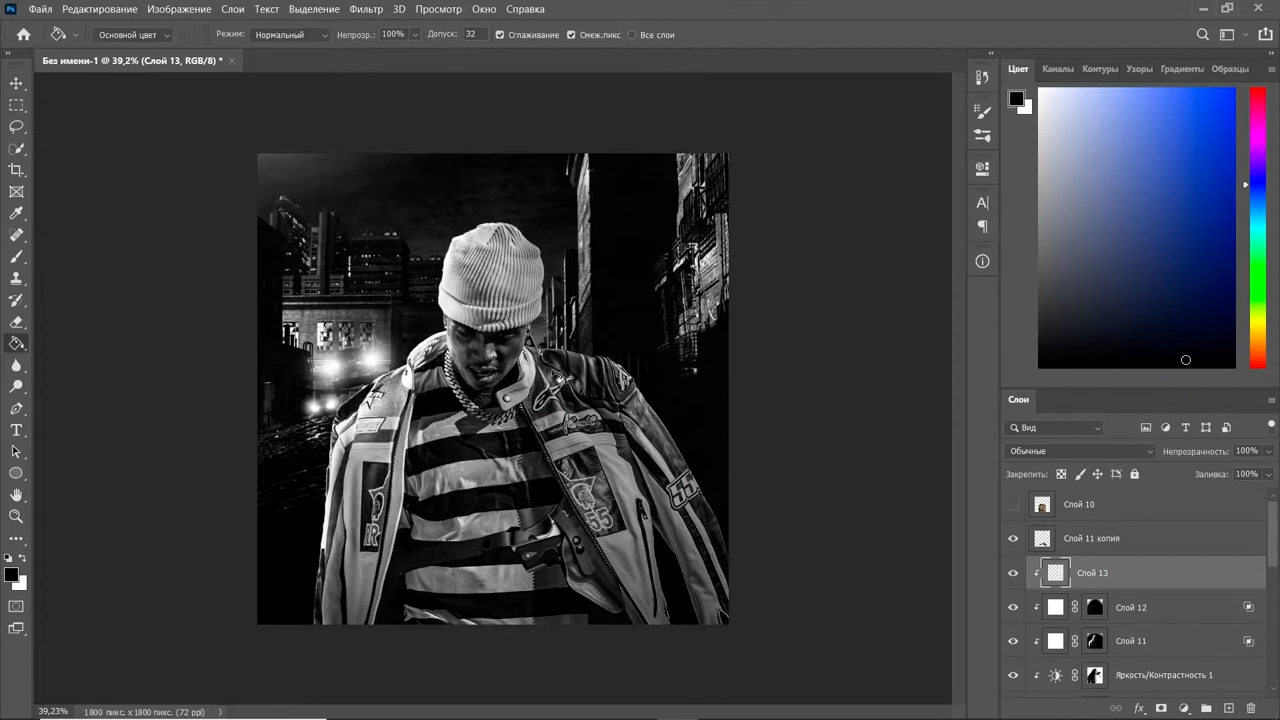 Файл Редактирование Изображение Слои Текст Выделение Фильтр 3D Просмотр Окно Справка
Основной цвет Режим: Нормальный Непрозр.: 100% Допуск: 32 Сглаживание Смеж.пикс Все слои
Без имени-1 @ 39,2% (Слой 13, RGB/8) *
Цвет Каналы Контуры Узоры Градиенты Образцы
Слои
Вид
Обычные Непрозрачность: 100%
Закрепить: Заливка: 100%
Слой 10
Слой 11 копия
Слой 13
Слой 12
Слой 11
Яркость/Контрастность 1
55
55
39,23% 1800 пикс. x 1800 пикс. (72 ppi)